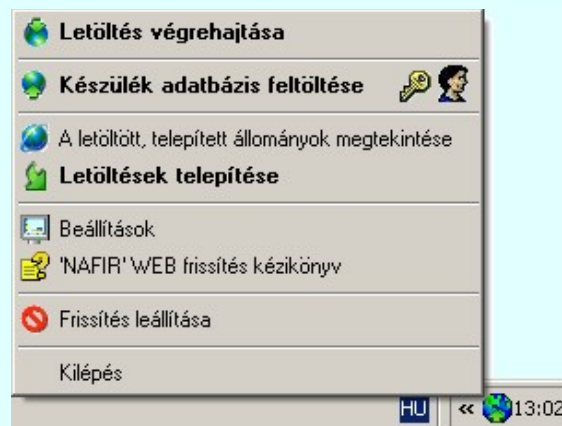 Letöltés végrehajtása
Készülék adatbázis feltöltése
A letöltött, telepített állományok megtekintése
Letöltések telepítése
Beállítások
'NAFIR' WEB frissítés kézikönyv
Frissítés leállítása
Kilépés
HU « 13:02